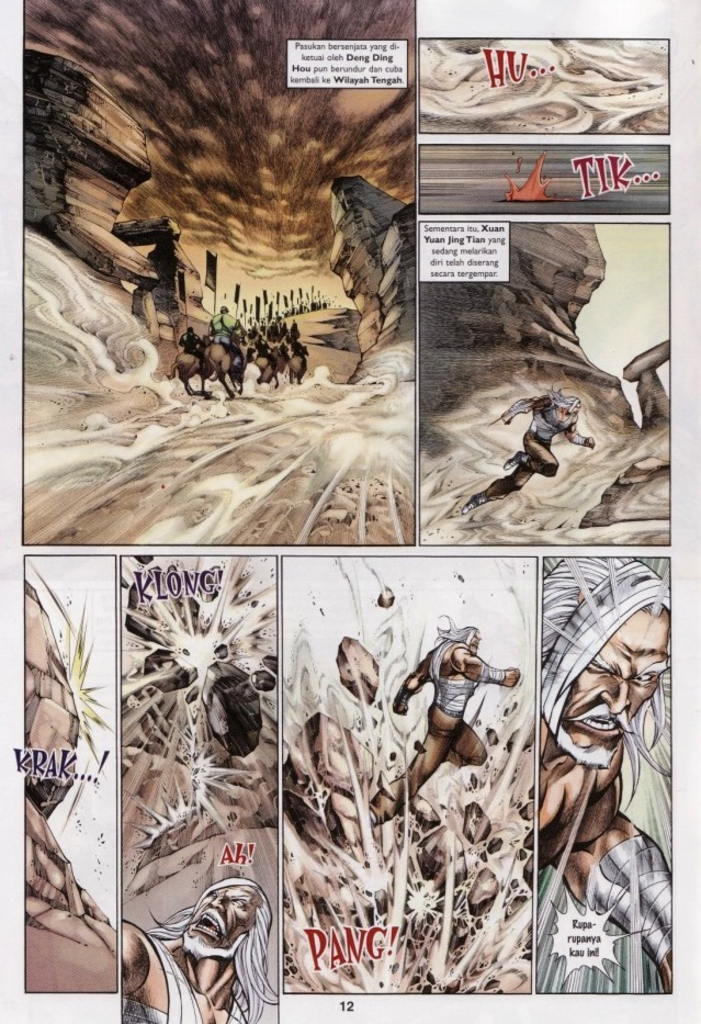 Pasukan bersenjata yang di-
ketuai oleh Deng Ding
Hou pun berundur dan cuba
kembali ke Wilayah Tengah.
HU...
TIK...
Sementara itu, Xuan
Yuan Jing Tian yang
sedang melarikan
diri telah diserang
secara tergempar.
KRAK....!
KLONG!
Ah!
PANG!
Rupa-
rupanya
kau ini!!
12